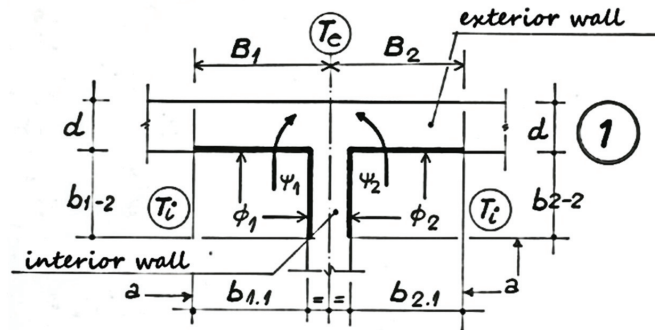 exterior wall
Te
B1 B2
d d 1
b1-2 Ti Ψ1 Ψ2 Ti b2-2
ϕ1 ϕ2
interior wall
a a
b1.1 = = b2.1